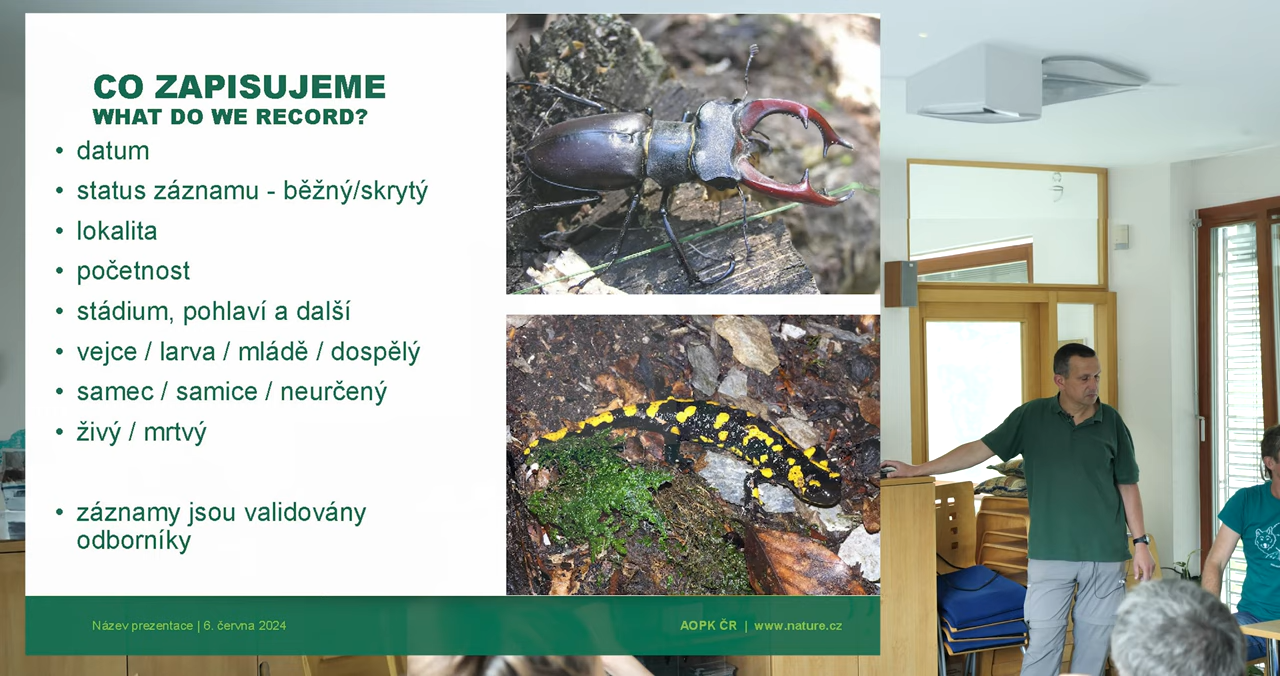 CO ZAPISUJEME
WHAT DO WE RECORD?
• datum
• status záznamu - běžný/skrytý
• lokalita
• početnost
• stádium, pohlaví a další
• vejce / larva / mládě / dospělý
• samec / samice / neurčený
• živý / mrtvý
• záznamy jsou validovány
odborníky
Název prezentace | 6. června 2024
AOPK ČR | www.nature.cz